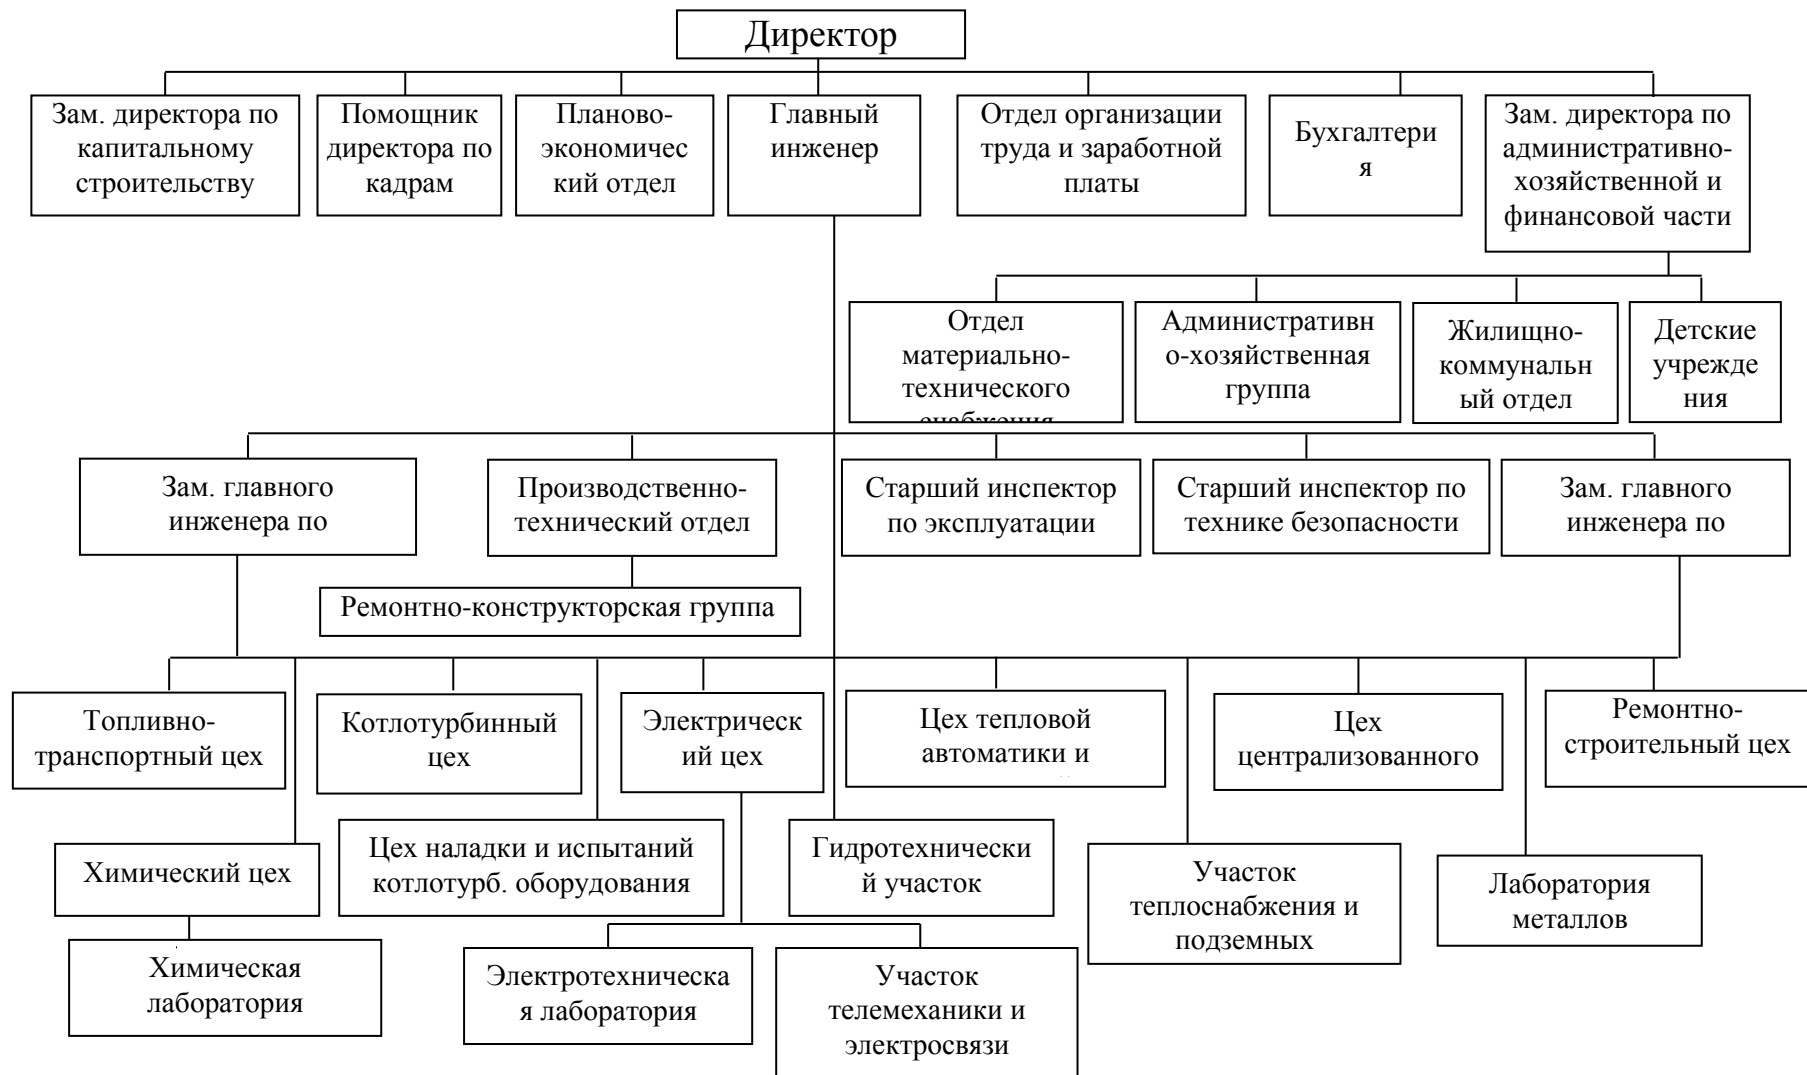 Директор
Зам. директора по
капитальному
строительству
Помощник
директора по
кадрам
Планово-
экономичес
кий отдел
Главный
инженер
Отдел организации
труда и заработной
платы
Бухгалтери
я
Зам. директора по
административно-
хозяйственной и
финансовой части
Отдел
материально-
технического
снабжения
Административн
о-хозяйственная
группа
Жилищно-
коммунальн
ый отдел
Детские
учрежде
ния
Зам. главного
инженера по
Производственно-
технический отдел
Старший инспектор
по эксплуатации
Старший инспектор по
технике безопасности
Зам. главного
инженера по
Ремонтно-конструкторская группа
Топливно-
транспортный цех
Котлотурбинный
цех
Электрическ
ий цех
Цех тепловой
автоматики и
Цех
централизованного
Ремонтно-
строительный цех
Химический цех
Цех наладки и испытаний
котлотурб. оборудования
Гидротехнически
й участок
Участок
теплоснабжения и
подземных
Лаборатория
металлов
Химическая
лаборатория
Электротехническа
я лаборатория
Участок
телемеханики и
электросвязи